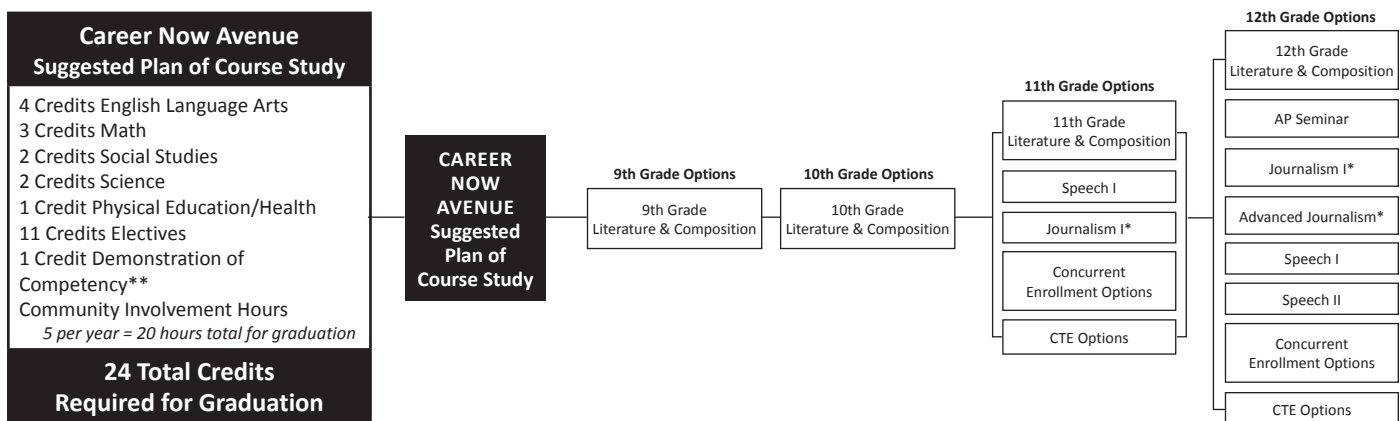 Career Now Avenue
Suggested Plan of Course Study
4 Credits English Language Arts
3 Credits Math
2 Credits Social Studies
2 Credits Science
1 Credit Physical Education/Health
11 Credits Electives
1 Credit Demonstration of
Competency**
Community Involvement Hours
5 per year = 20 hours total for graduation
24 Total Credits
Required for Graduation
CAREER
NOW
AVENUE
Suggested
Plan of
Course Study
9th Grade Options
9th Grade
Literature & Composition
10th Grade Options
10th Grade
Literature & Composition
11th Grade Options
11th Grade
Literature & Composition
Speech I
Journalism I*
Concurrent
Enrollment Options
CTE Options
12th Grade Options
12th Grade
Literature & Composition
AP Seminar
Journalism I*
Advanced Journalism*
Speech I
Speech II
Concurrent
Enrollment Options
CTE Options